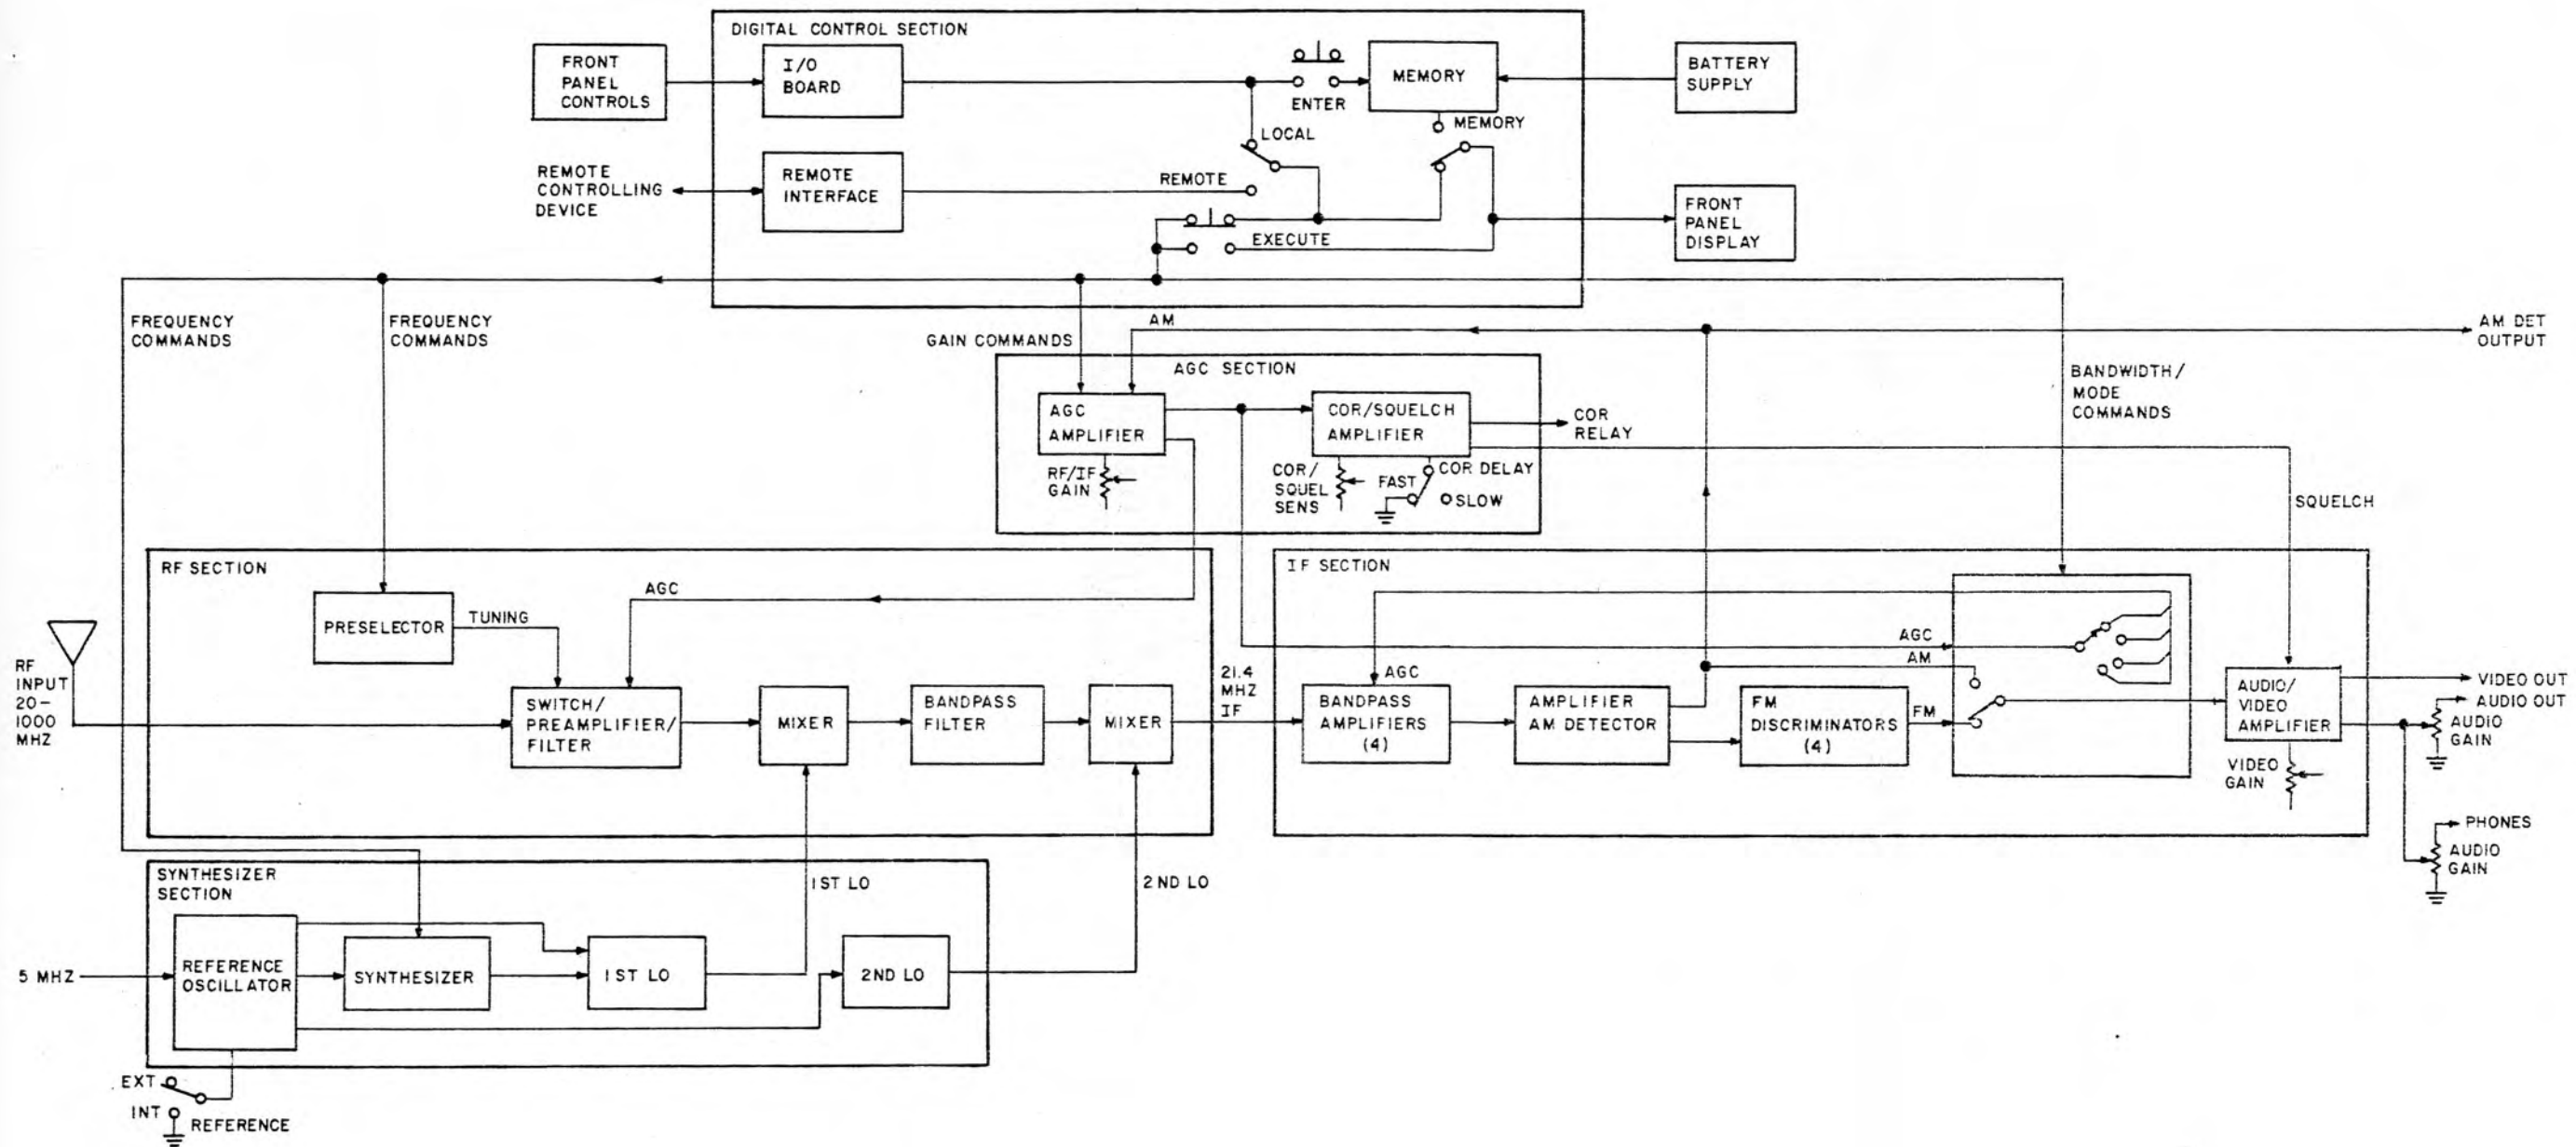 DIGITAL CONTROL SECTION
FRONT
PANEL
CONTROLS
I/O
BOARD
ENTER
MEMORY
BATTERY
SUPPLY
MEMORY
LOCAL
REMOTE
CONTROLLING
DEVICE
REMOTE
INTERFACE
REMOTE
EXECUTE
FRONT
PANEL
DISPLAY
FREQUENCY
COMMANDS
FREQUENCY
COMMANDS
GAIN COMMANDS
AM
AM DET
OUTPUT
AGC SECTION
AGC
AMPLIFIER
COR/SQUELCH
AMPLIFIER
COR
RELAY
RF/IF
GAIN
COR/
SQUEL
SENS
FAST
COR DELAY
SLOW
BANDWIDTH/
MODE
COMMANDS
SQUELCH
RF SECTION
PRESELECTOR
TUNING
AGC
RF
INPUT
20-
1000
MHZ
SWITCH/
PREAMPLIFIER/
FILTER
MIXER
BANDPASS
FILTER
MIXER
21.4
MHZ
IF
IF SECTION
AGC
BANDPASS
AMPLIFIERS
(4)
AMPLIFIER
AM DETECTOR
FM
DISCRIMINATORS
(4)
AGC
AM
FM
AUDIO/
VIDEO
AMPLIFIER
VIDEO
GAIN
VIDEO OUT
AUDIO OUT
AUDIO
GAIN
PHONES
AUDIO
GAIN
SYNTHESIZER
SECTION
1ST LO
2ND LO
5 MHZ
REFERENCE
OSCILLATOR
SYNTHESIZER
1ST LO
2ND LO
EXT
INT
REFERENCE